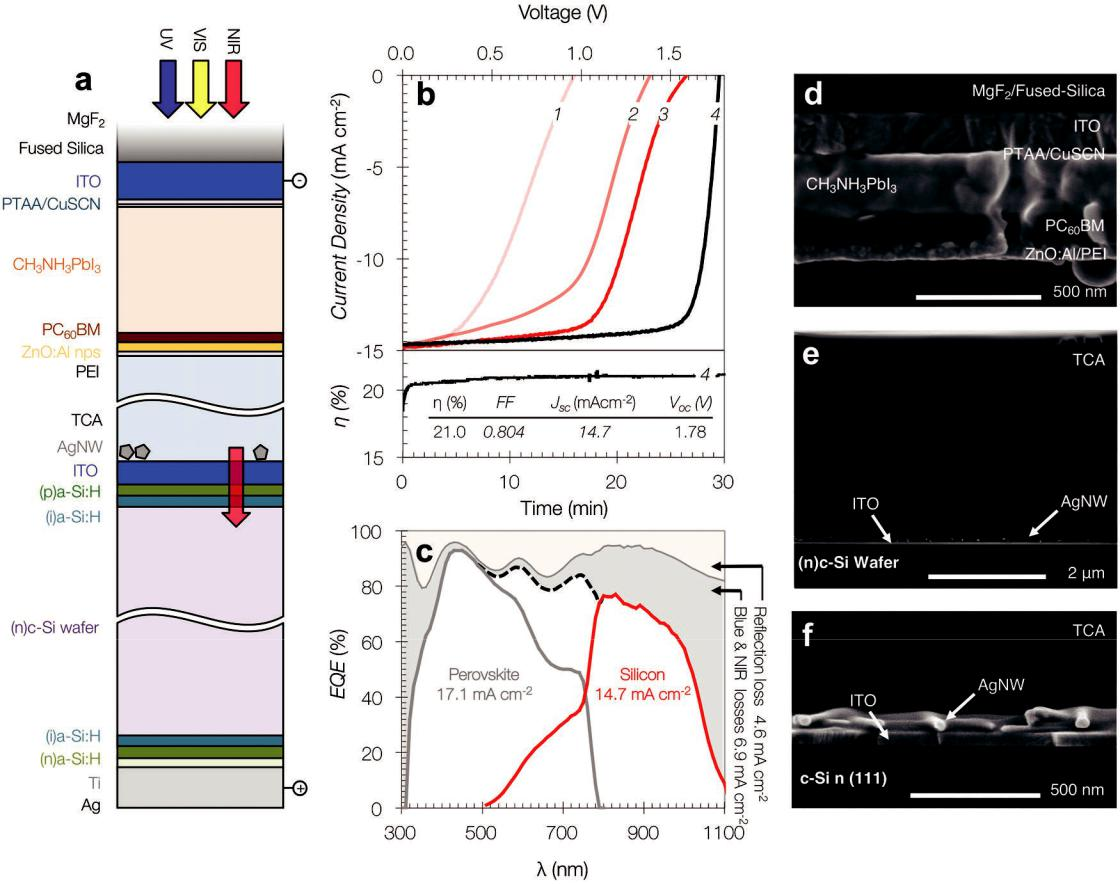 a
UV
VIS
NIR
MgF2
Fused Silica
ITO
PTAA/CuSCN
CH3NH3PbI3
PC60BM
ZnO:Al nps
PEI
TCA
AgNW
ITO
(p)a-Si:H
(i)a-Si:H
(n)c-Si wafer
(i)a-Si:H
(n)a-Si:H
Ti
Ag
-
+
Voltage (V)
0.0 0.5 1.0 1.5
b
0
-5
-10
-15
Current Density (mA cm-2)
1 2 3 4
20
15
η (%)
4
η (%) FF Jsc (mAcm-2) Voc (V)
21.0 0.804 14.7 1.78
0 10 20 30
Time (min)
c
100
80
60
40
20
0
EQE (%)
Perovskite
17.1 mA cm-2
Silicon
14.7 mA cm-2
Reflection loss 4.6 mA cm-2
Blue & NIR losses 6.9 mA cm-2
300 500 700 900 1100
λ (nm)
d
MgF2/Fused-Silica
ITO
PTAA/CuSCN
CH3NH3PbI3
PC60BM
ZnO:Al/PEI
500 nm
e
TCA
ITO
AgNW
(n)c-Si Wafer
2 μm
f
TCA
ITO
AgNW
c-Si n (111)
500 nm